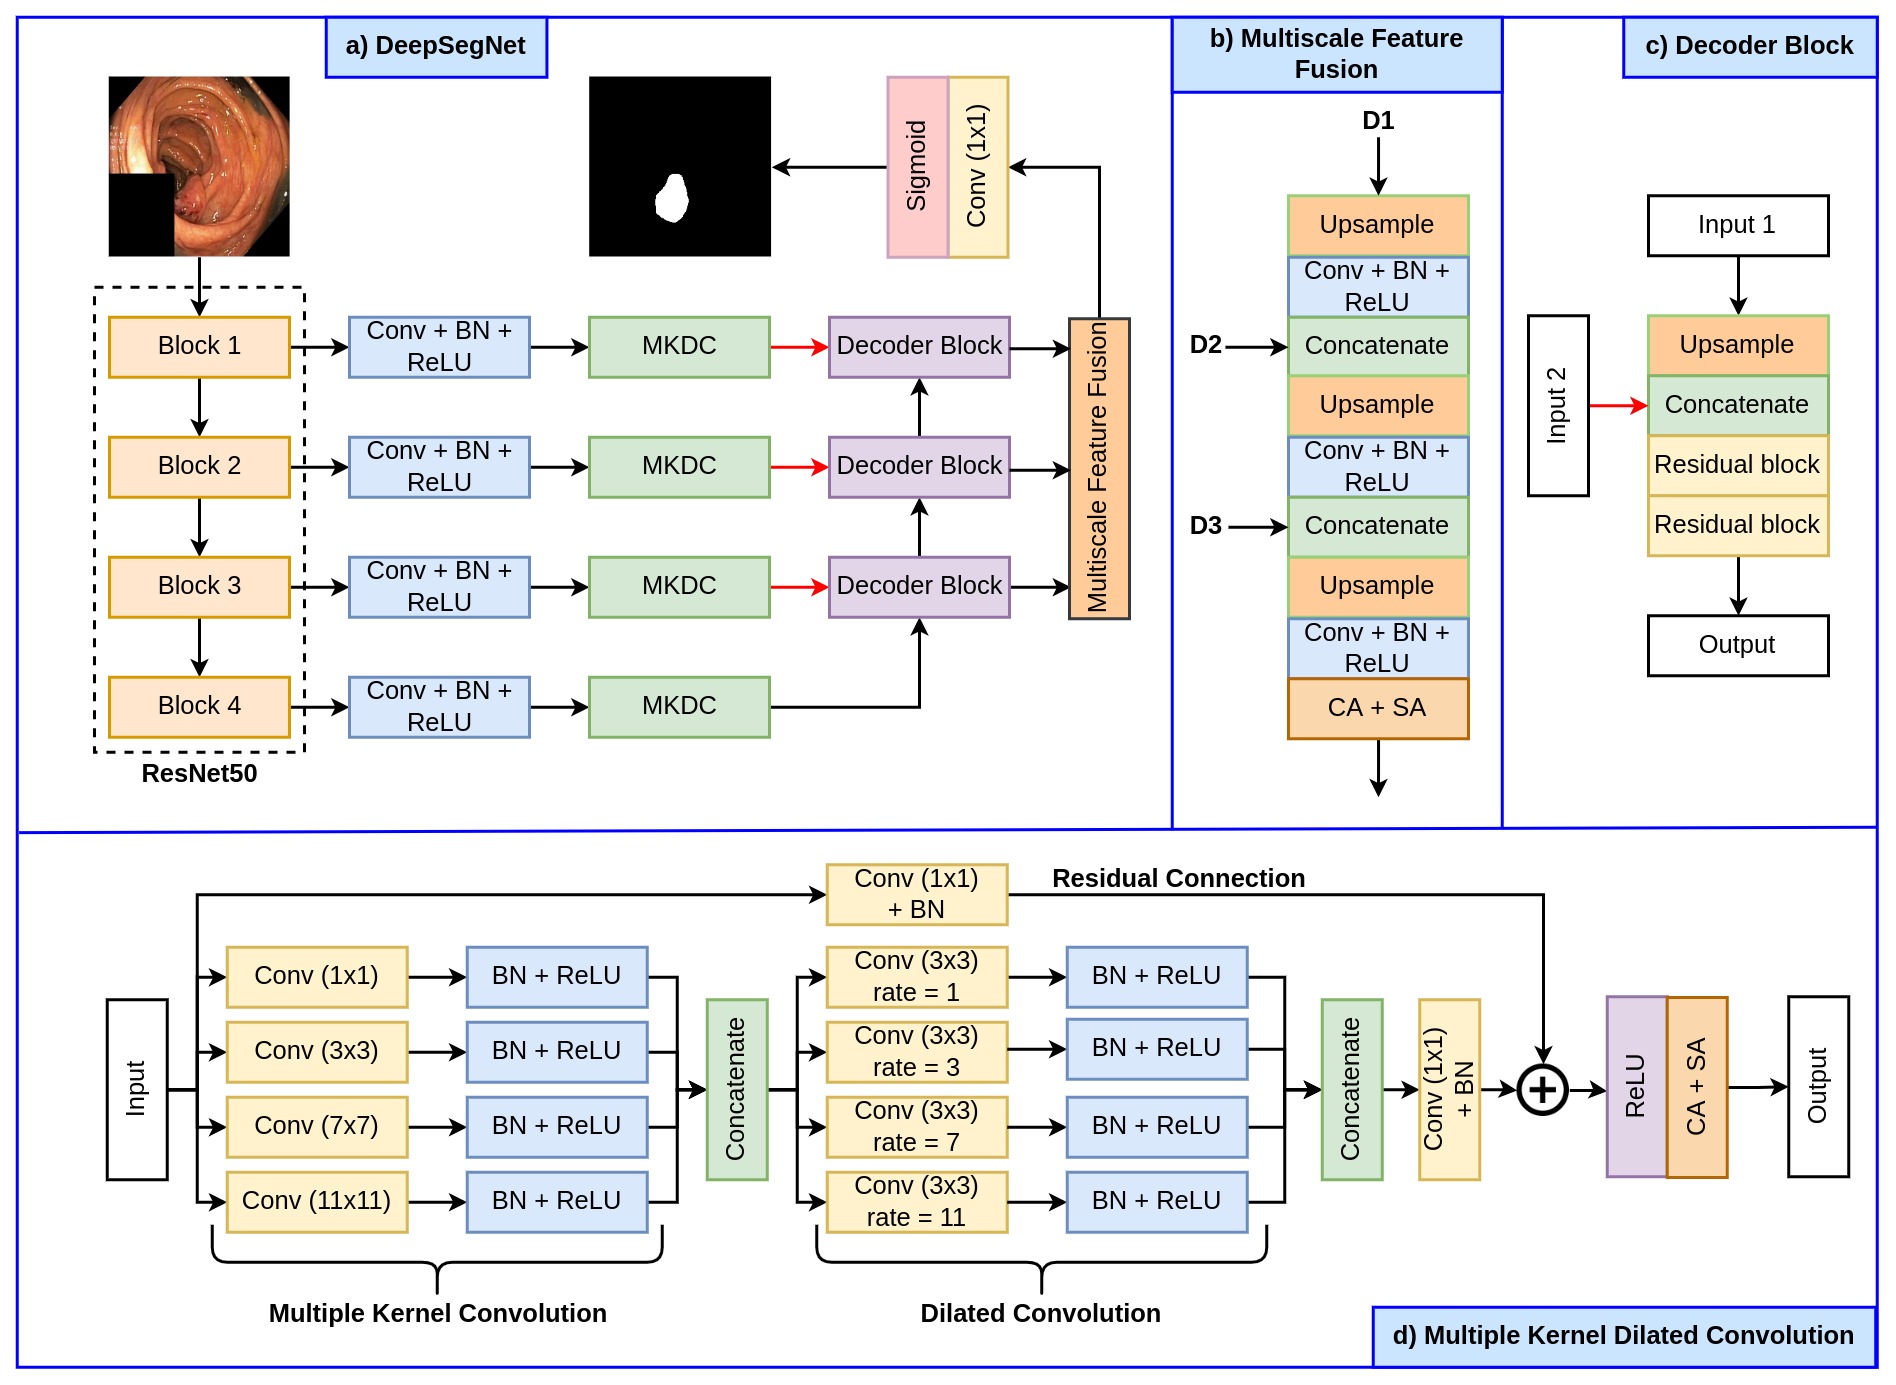 a) DeepSegNet
Sigmoid
Conv (1x1)
Block 1
Conv + BN +
ReLU
MKDC
Decoder Block
Block 2
Conv + BN +
ReLU
MKDC
Decoder Block
Block 3
Conv + BN +
ReLU
MKDC
Decoder Block
Block 4
Conv + BN +
ReLU
MKDC
Multiscale Feature Fusion
ResNet50
b) Multiscale Feature
Fusion
D1
Upsample
Conv + BN +
ReLU
D2
Concatenate
Upsample
Conv + BN +
ReLU
D3
Concatenate
Upsample
Conv + BN +
ReLU
CA + SA
c) Decoder Block
Input 1
Input 2
Upsample
Concatenate
Residual block
Residual block
Output
Conv (1x1)
+ BN
Residual Connection
Input
Conv (1x1)
BN + ReLU
Conv (3x3)
BN + ReLU
Conv (7x7)
BN + ReLU
Conv (11x11)
BN + ReLU
Concatenate
Conv (3x3)
rate = 1
BN + ReLU
Conv (3x3)
rate = 3
BN + ReLU
Conv (3x3)
rate = 7
BN + ReLU
Conv (3x3)
rate = 11
BN + ReLU
Concatenate
Conv (1x1)
+ BN
ReLU
CA + SA
Output
Multiple Kernel Convolution
Dilated Convolution
d) Multiple Kernel Dilated Convolution